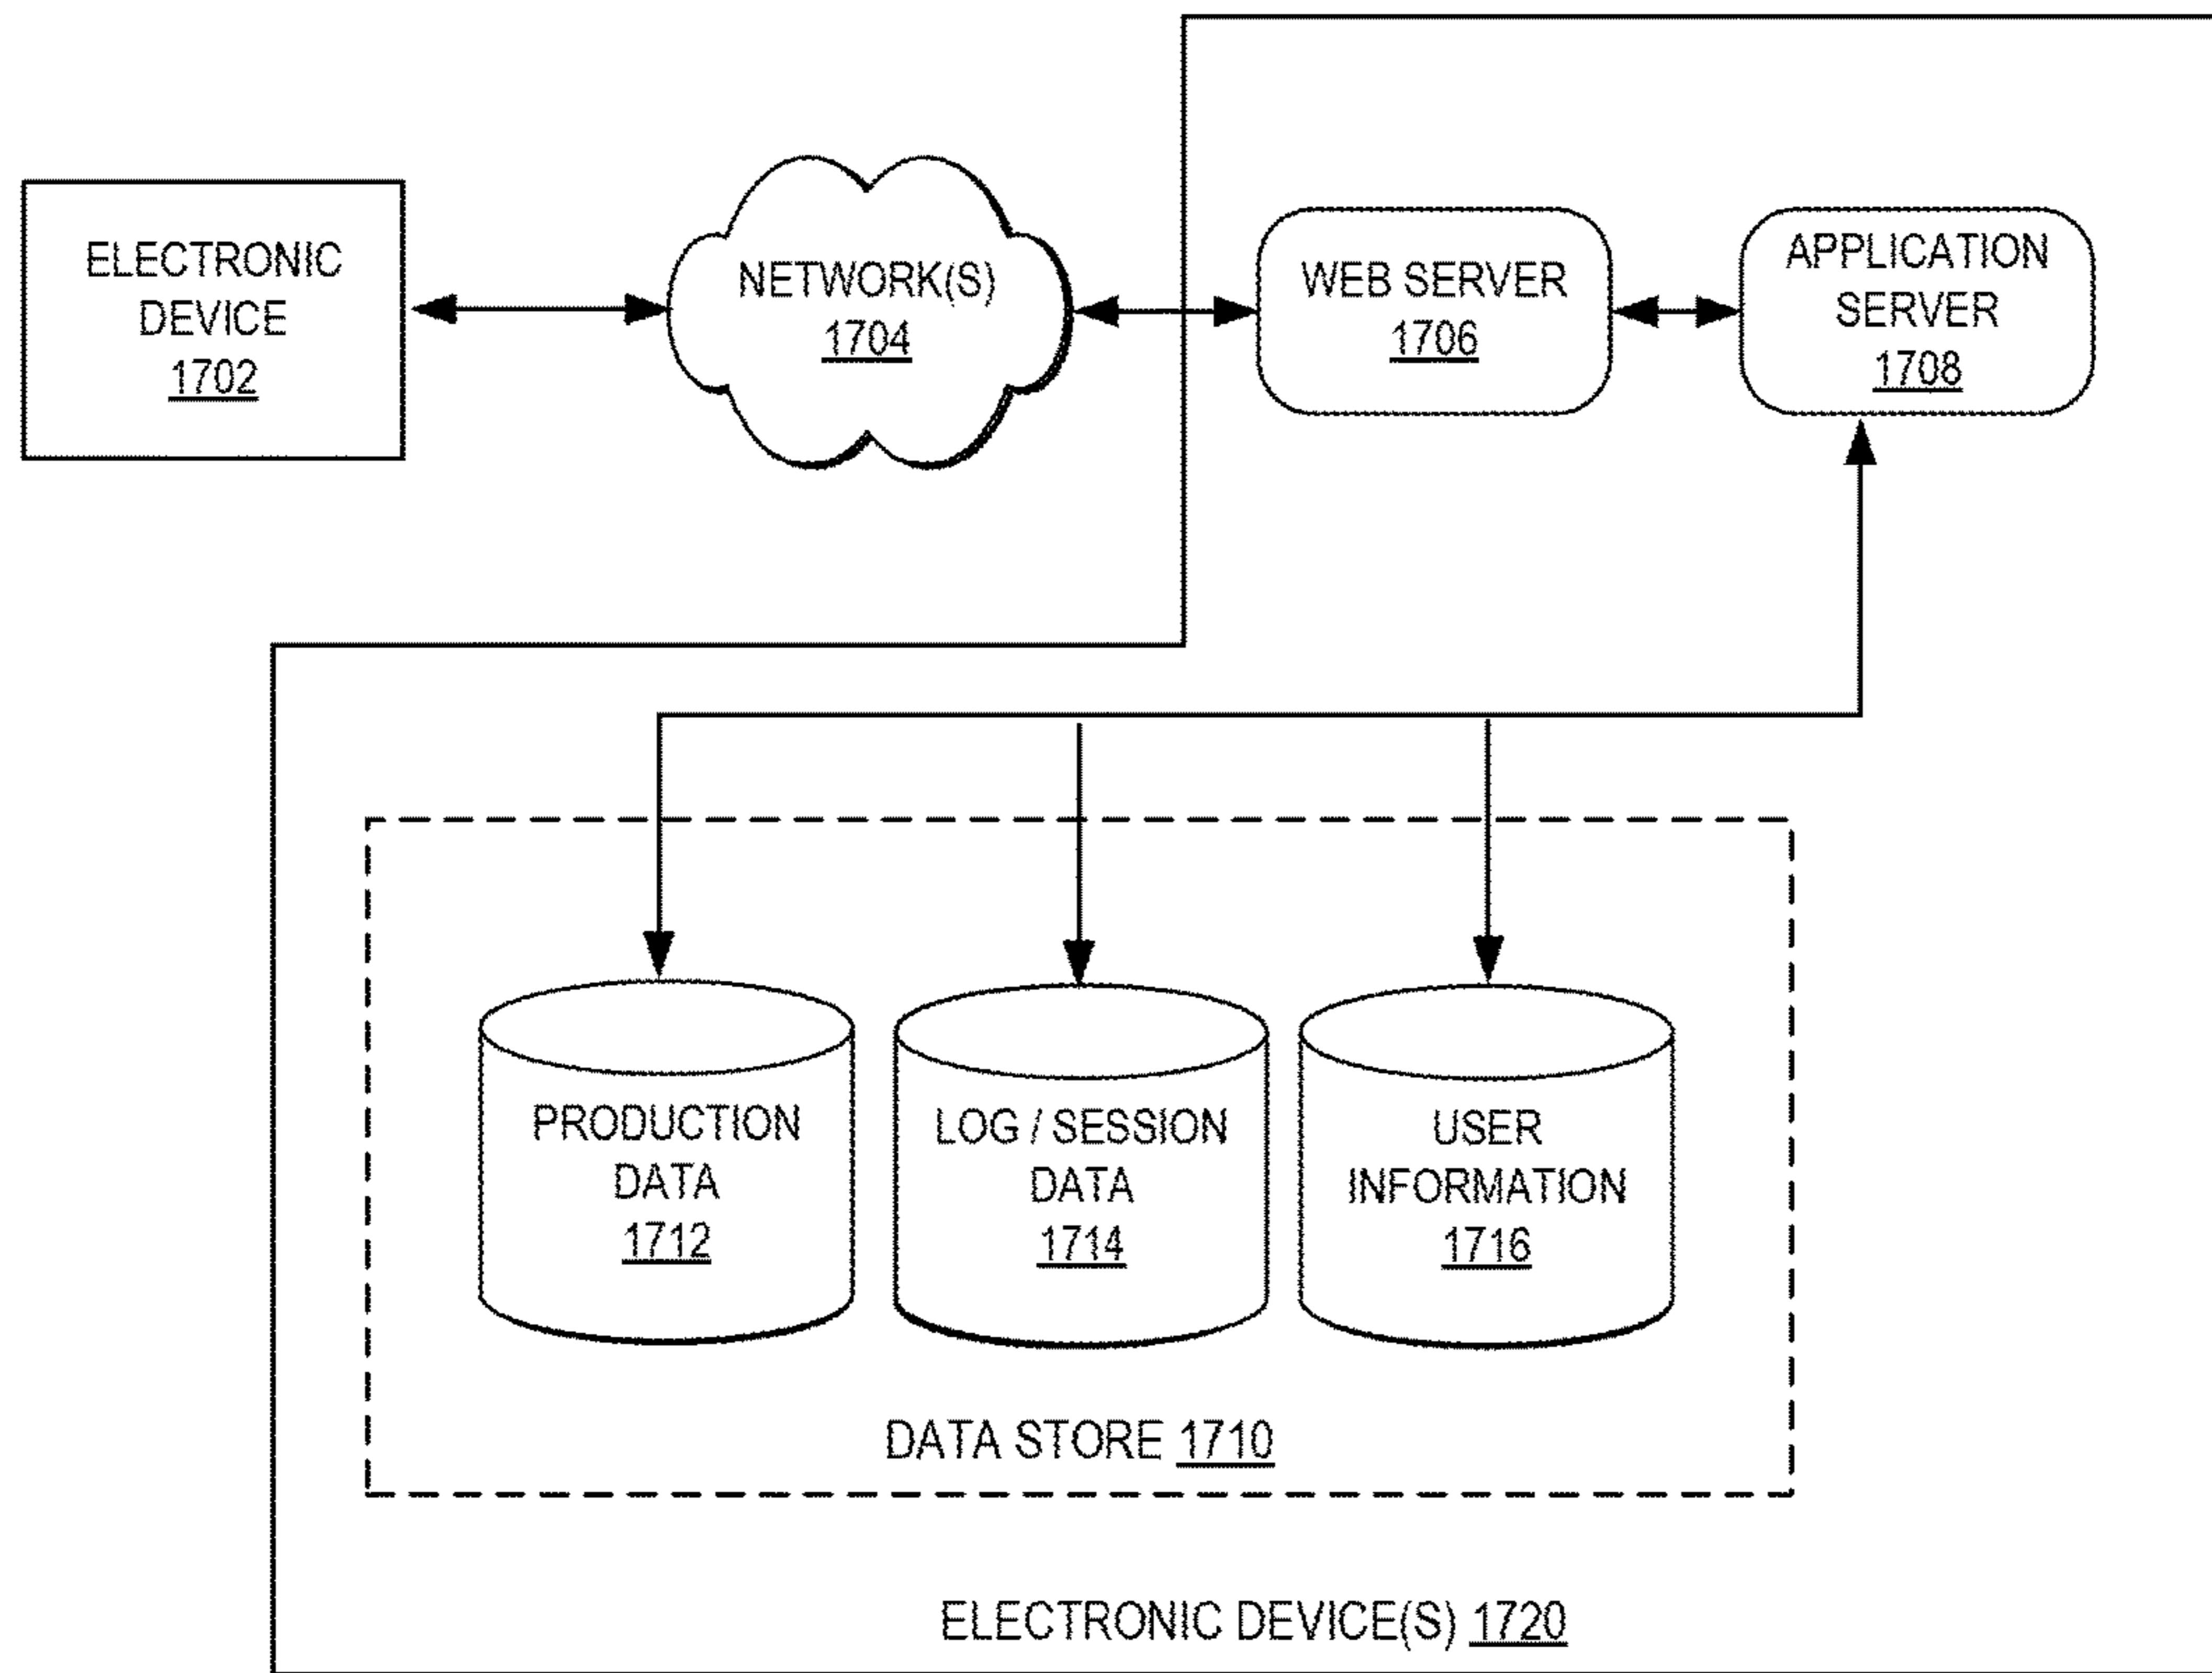 ELECTRONIC
DEVICE
1702
NETWORK(S)
1704
WEB SERVER
1706
APPLICATION
SERVER
1708
PRODUCTION
DATA
1712
LOG / SESSION
DATA
1714
USER
INFORMATION
1716
DATA STORE 1710
ELECTRONIC DEVICE(S) 1720